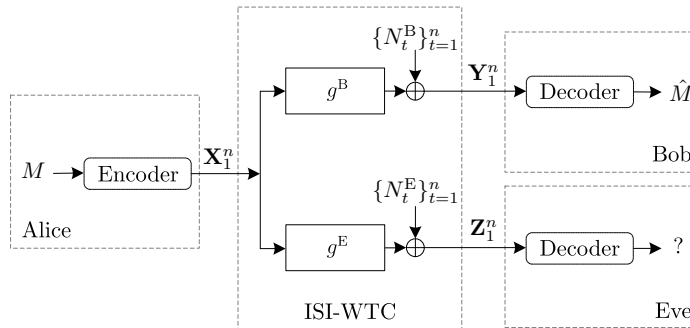 {N_t^B}_{t=1}^n
g^B
Y_1^n
Decoder
M̂
Bob
M
Encoder
X_1^n
Alice
{N_t^E}_{t=1}^n
g^E
Z_1^n
Decoder
?
Eve
ISI-WTC